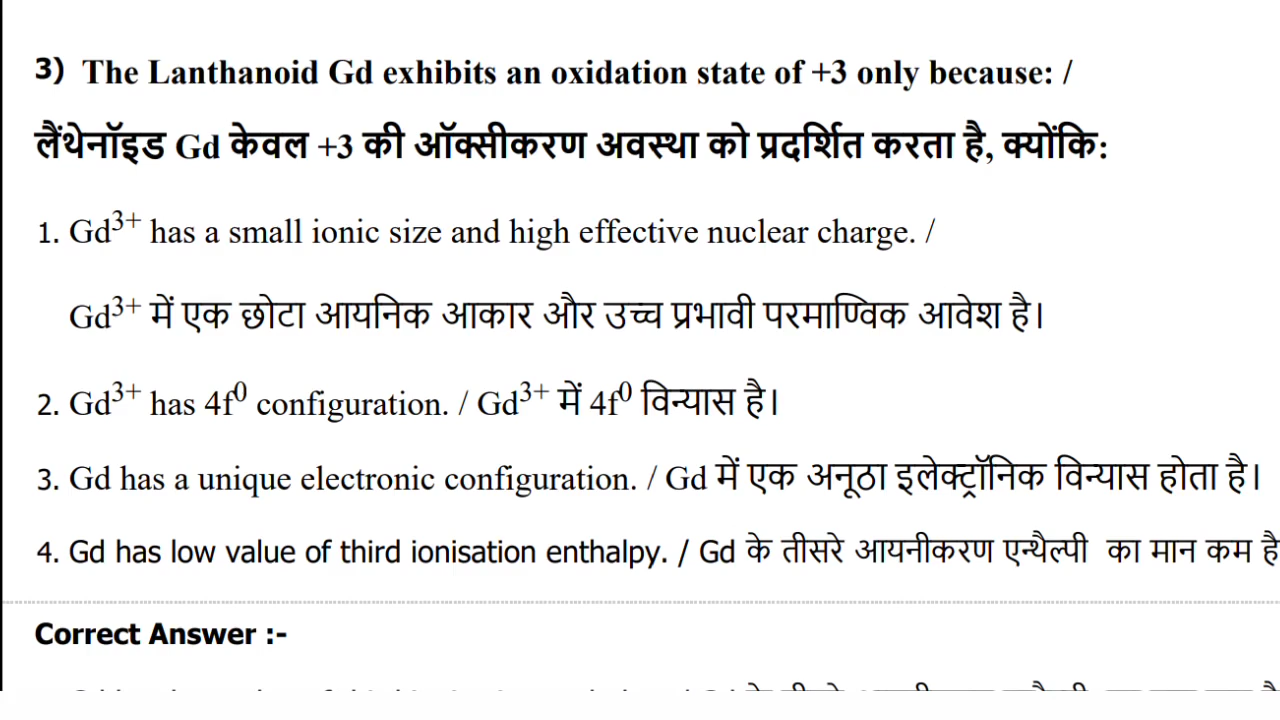 3) The Lanthanoid Gd exhibits an oxidation state of +3 only because: /
लैंथेनॉइड Gd केवल +3 की ऑक्सीकरण अवस्था को प्रदर्शित करता है, क्योंकि:
1. Gd³⁺ has a small ionic size and high effective nuclear charge. /
Gd³⁺ में एक छोटा आयनिक आकार और उच्च प्रभावी परमाण्विक आवेश है।
2. Gd³⁺ has 4f⁰ configuration. / Gd³⁺ में 4f⁰ विन्यास है।
3. Gd has a unique electronic configuration. / Gd में एक अनूठा इलेक्ट्रॉनिक विन्यास होता है।
4. Gd has low value of third ionisation enthalpy. / Gd के तीसरे आयनीकरण एन्थैल्पी का मान कम है
Correct Answer :-